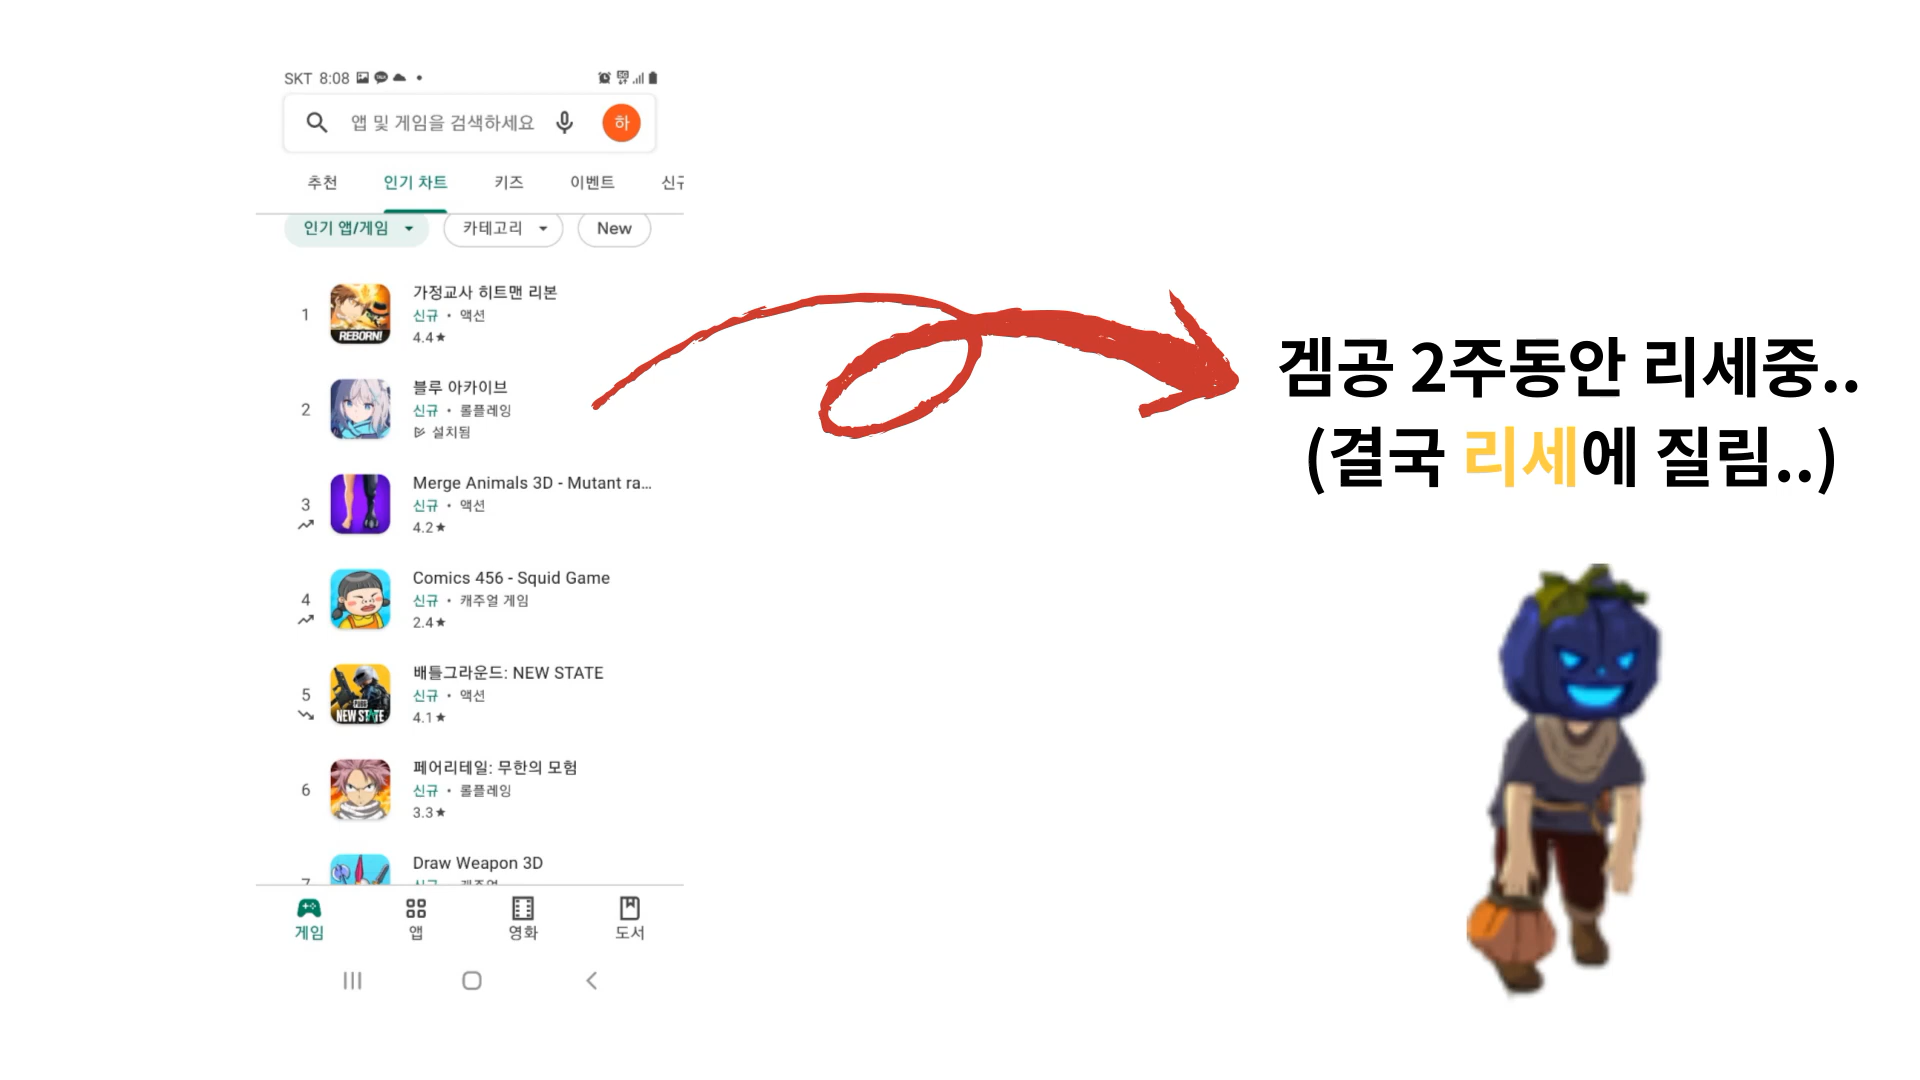 SKT 8:08
앱 및 게임을 검색하세요
하
추천 인기 차트 키즈 이벤트
인기 앱/게임 카테고리 New
1
가정교사 히트맨 리본
신규 • 액션
4.4★
REBORN!
2
블루 아카이브
신규 • 롤플레잉
설치됨
3
Merge Animals 3D - Mutant ra...
신규 • 액션
4.2★
4
Comics 456 - Squid Game
신규 • 캐주얼 게임
2.4★
5
배틀그라운드: NEW STATE
신규 • 액션
4.1★
PUBG
NEW STATE
6
페어리테일: 무한의 모험
신규 • 롤플레잉
3.3★
7
Draw Weapon 3D
게임 앱 영화 도서
겜공 2주동안 리세중..
(결국 리세에 질림..)